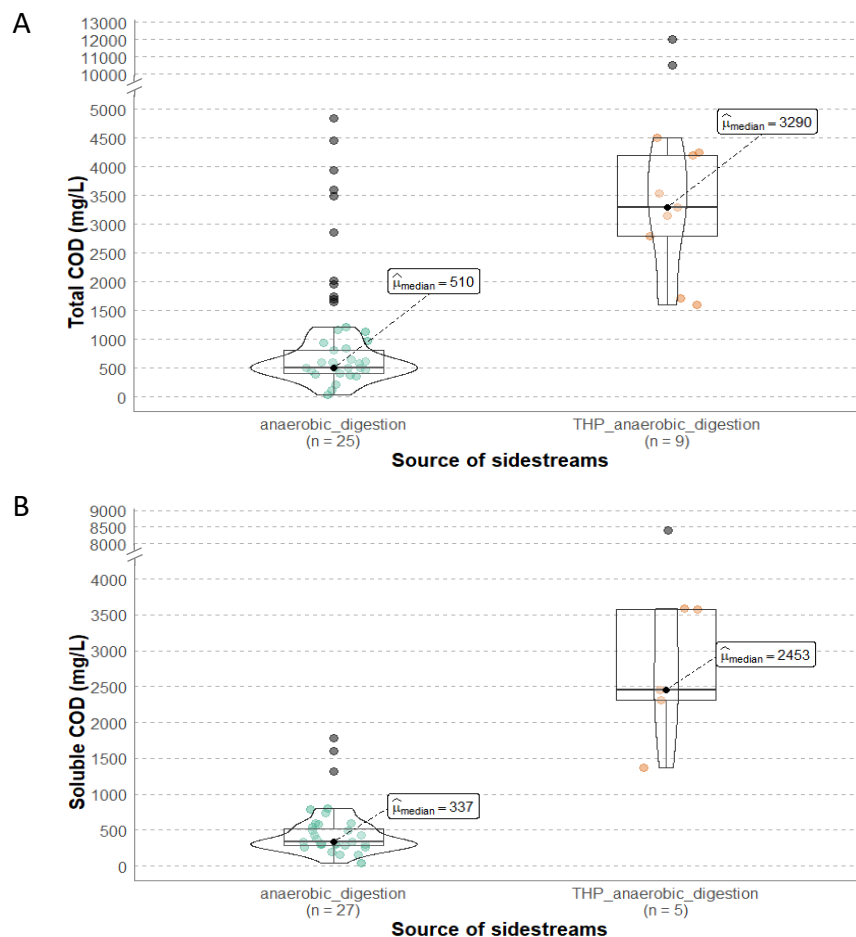 A
Total COD (mg/L)
13000
12000
11000
10000
5000
4500
4000
3500
3000
2500
2000
1500
1000
500
0
μ̂median = 3290
μ̂median = 510
anaerobic_digestion
(n = 25)
THP_anaerobic_digestion
(n = 9)
Source of sidestreams
B
Soluble COD (mg/L)
9000
8500
8000
4000
3500
3000
2500
2000
1500
1000
500
0
μ̂median = 2453
μ̂median = 337
anaerobic_digestion
(n = 27)
THP_anaerobic_digestion
(n = 5)
Source of sidestreams